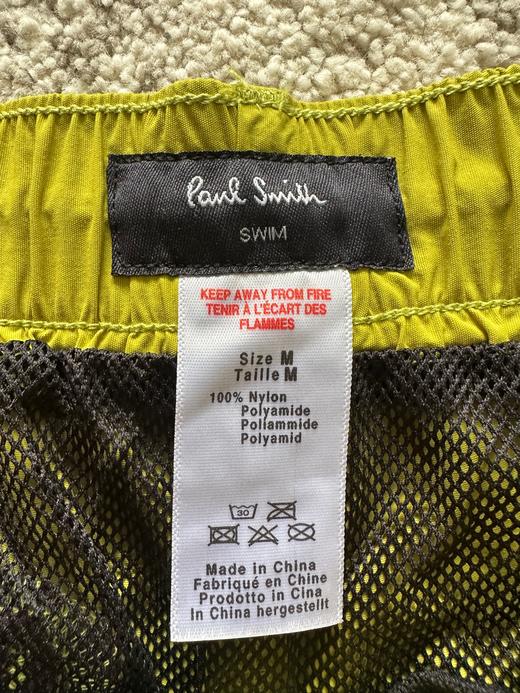 Paul Smith
SWIM
KEEP AWAY FROM FIRE
TENIR À L'ÉCART DES
FLAMMES
Size M
Taille M
100% Nylon
Polyamide
Poliammide
Polyamid
30
Made in China
Fabriqué en Chine
Prodotto in Cina
In China hergestellt